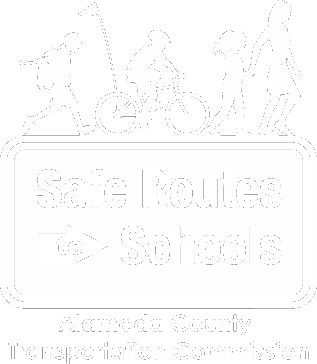 Safe Routes
to Schools
Alameda County
Transportation Commission